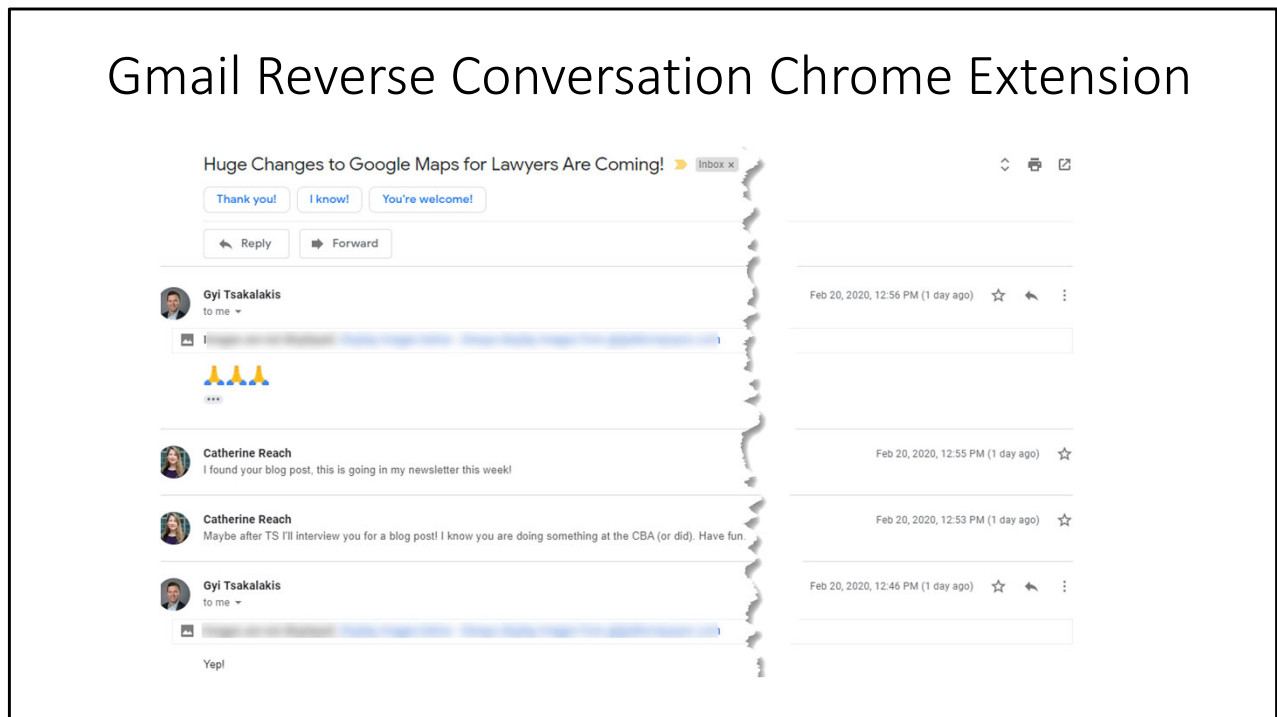 Gmail Reverse Conversation Chrome Extension
Huge Changes to Google Maps for Lawyers Are Coming! Inbox x
Thank you! I know! You're welcome!
Reply Forward
Gyi Tsakalakis Feb 20, 2020, 12:56 PM (1 day ago)
to me
🙏🙏🙏
•••
Catherine Reach Feb 20, 2020, 12:55 PM (1 day ago)
I found your blog post, this is going in my newsletter this week!
Catherine Reach Feb 20, 2020, 12:53 PM (1 day ago)
Maybe after TS I'll interview you for a blog post! I know you are doing something at the CBA (or did). Have fun.
Gyi Tsakalakis Feb 20, 2020, 12:46 PM (1 day ago)
to me
Yep!